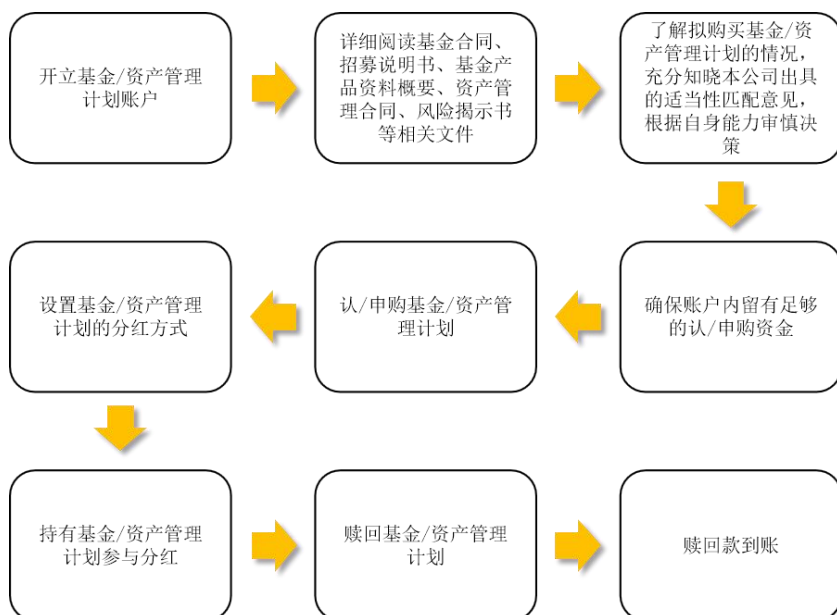 开立基金/资产管理
计划账户
详细阅读基金合同、
招募说明书、基金产
品资料概要、资产管
理合同、风险揭示书
等相关文件
了解拟购买基金/资
产管理计划的情况，
充分知晓本公司出具
的适当性匹配意见，
根据自身能力审慎决
策
确保账户内留有足够
的认/申购资金
认/申购基金/资产管
理计划
设置基金/资产管理
计划的分红方式
持有基金/资产管理
计划参与分红
赎回基金/资产管理
计划
赎回款到账